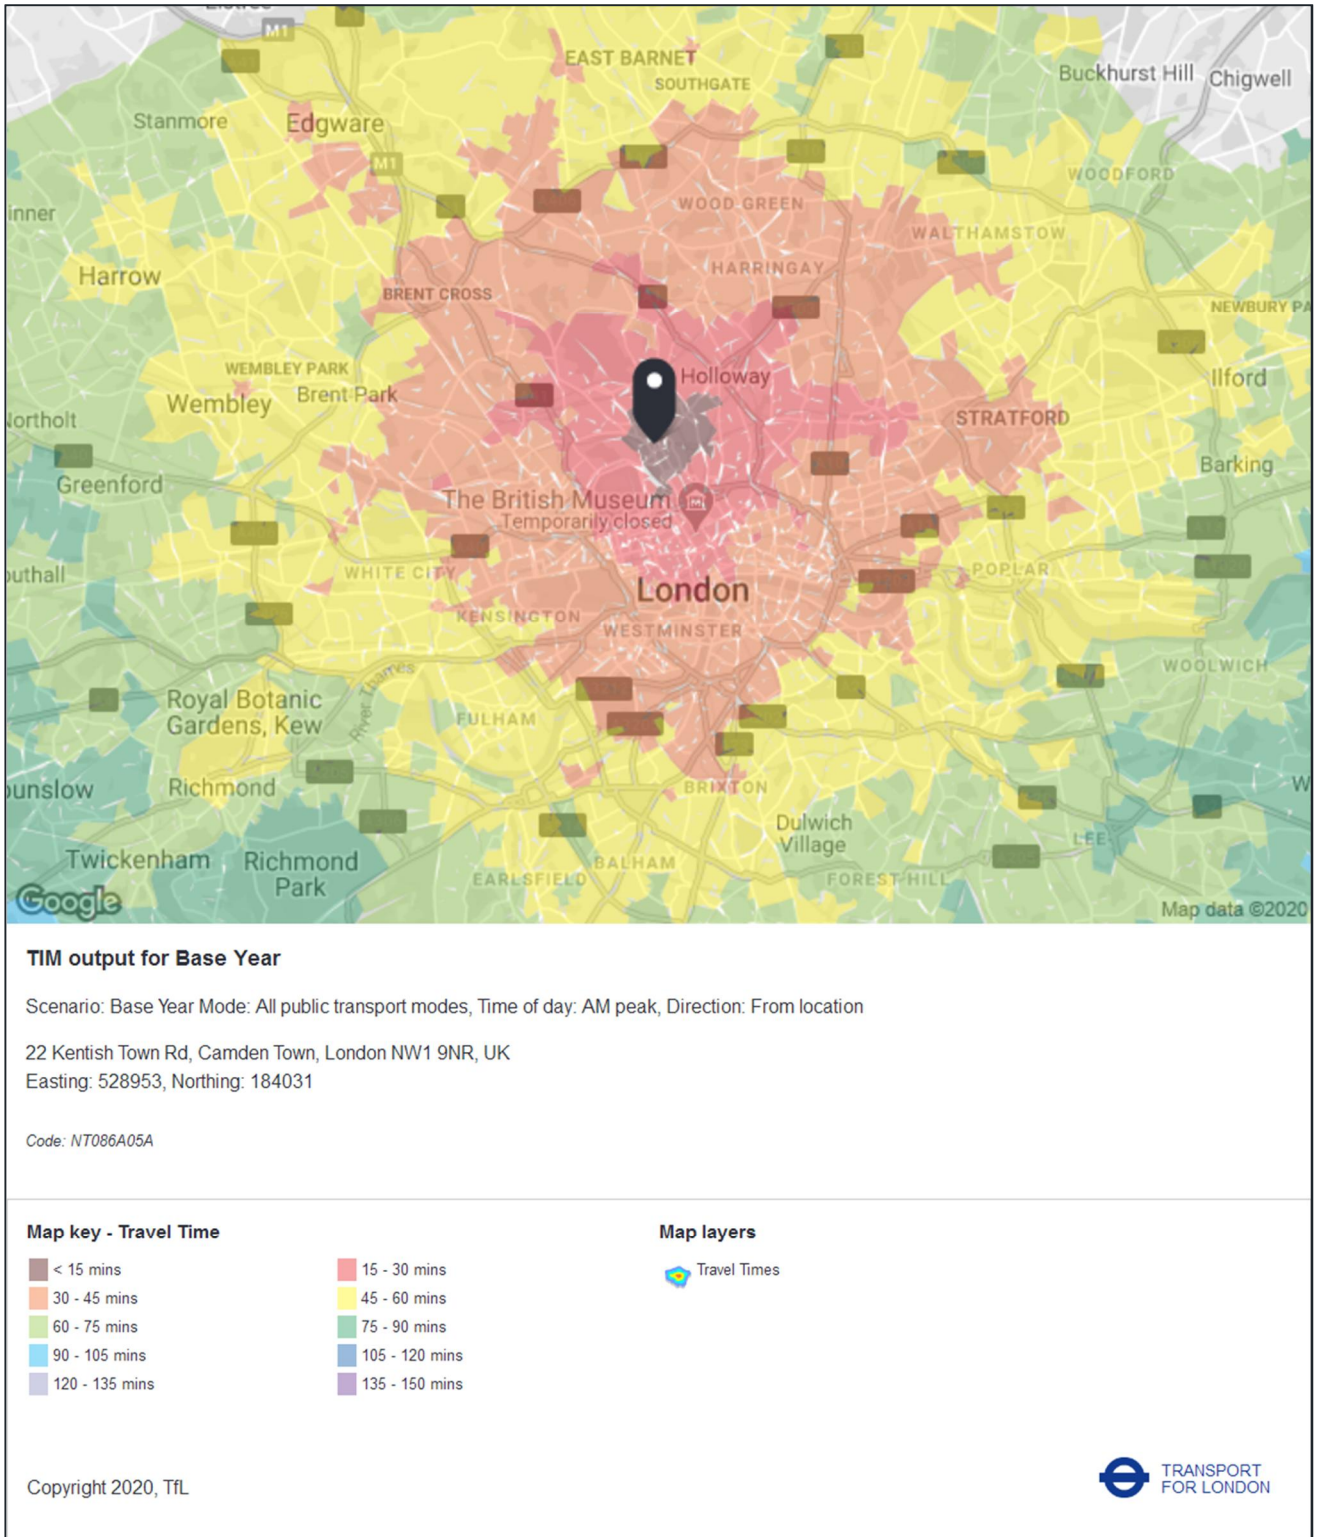 M1
EAST BARNET
SOUTHGATE
Buckhurst Hill
Chigwell
Stanmore
Edgware
M1
WOODFORD
inner
WOOD GREEN
WALTHAMSTOW
Harrow
HARRINGAY
BRENT CROSS
NEWBURY PA
WEMBLEY PARK
Holloway
Brent Park
Ilford
Wembley
Northolt
STRATFORD
Greenford
Barking
The British Museum
Temporarily closed
outhall
WHITE CITY
POPLAR
London
KENSINGTON
WESTMINSTER
WOOLWICH
River Thames
Royal Botanic
Gardens, Kew
FULHAM
Richmond
ounslow
BRIXTON
W
Dulwich
Village
LEE
Twickenham
Richmond
Park
BALHAM
EARLSFIELD
FOREST HILL
Google
Map data ©2020
TIM output for Base Year
Scenario: Base Year Mode: All public transport modes, Time of day: AM peak, Direction: From location
22 Kentish Town Rd, Camden Town, London NW1 9NR, UK
Easting: 528953, Northing: 184031
Code: NT086A05A
Map key - Travel Time
< 15 mins
15 - 30 mins
30 - 45 mins
45 - 60 mins
60 - 75 mins
75 - 90 mins
90 - 105 mins
105 - 120 mins
120 - 135 mins
135 - 150 mins
Map layers
Travel Times
Copyright 2020, TfL
TRANSPORT
FOR LONDON